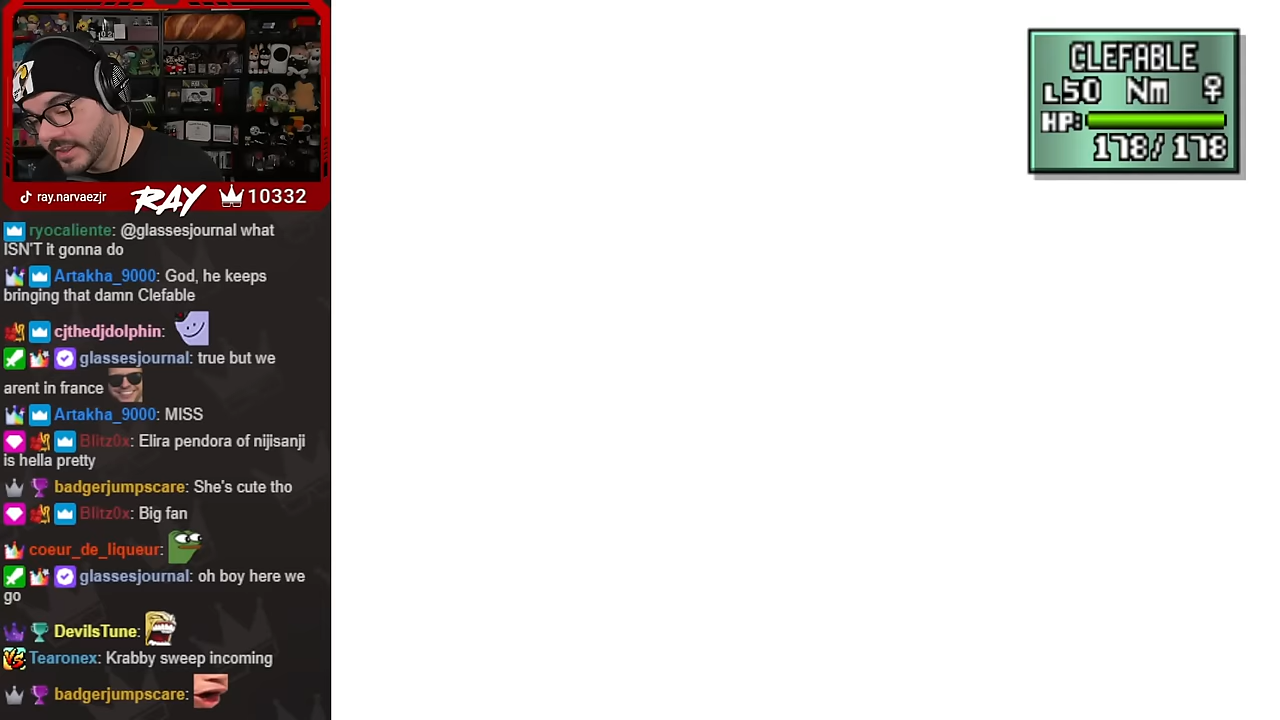 ray.narvaezjr RAY 10332
ryocaliente: @glassesjournal what
ISN'T it gonna do
Artakha_9000: God, he keeps
bringing that damn Clefable
cjthedjdolphin:
glassesjournal: true but we
arent in france
Artakha_9000: MISS
Blitz0x: Elira pendora of nijisanji
is hella pretty
badgerjumpscare: She's cute tho
Blitz0x: Big fan
coeur_de_liqueur:
glassesjournal: oh boy here we
go
DevilsTune:
VS Tearonex: Krabby sweep incoming
badgerjumpscare:
CLEFABLE
L50 Nm ♀
HP:
178/178